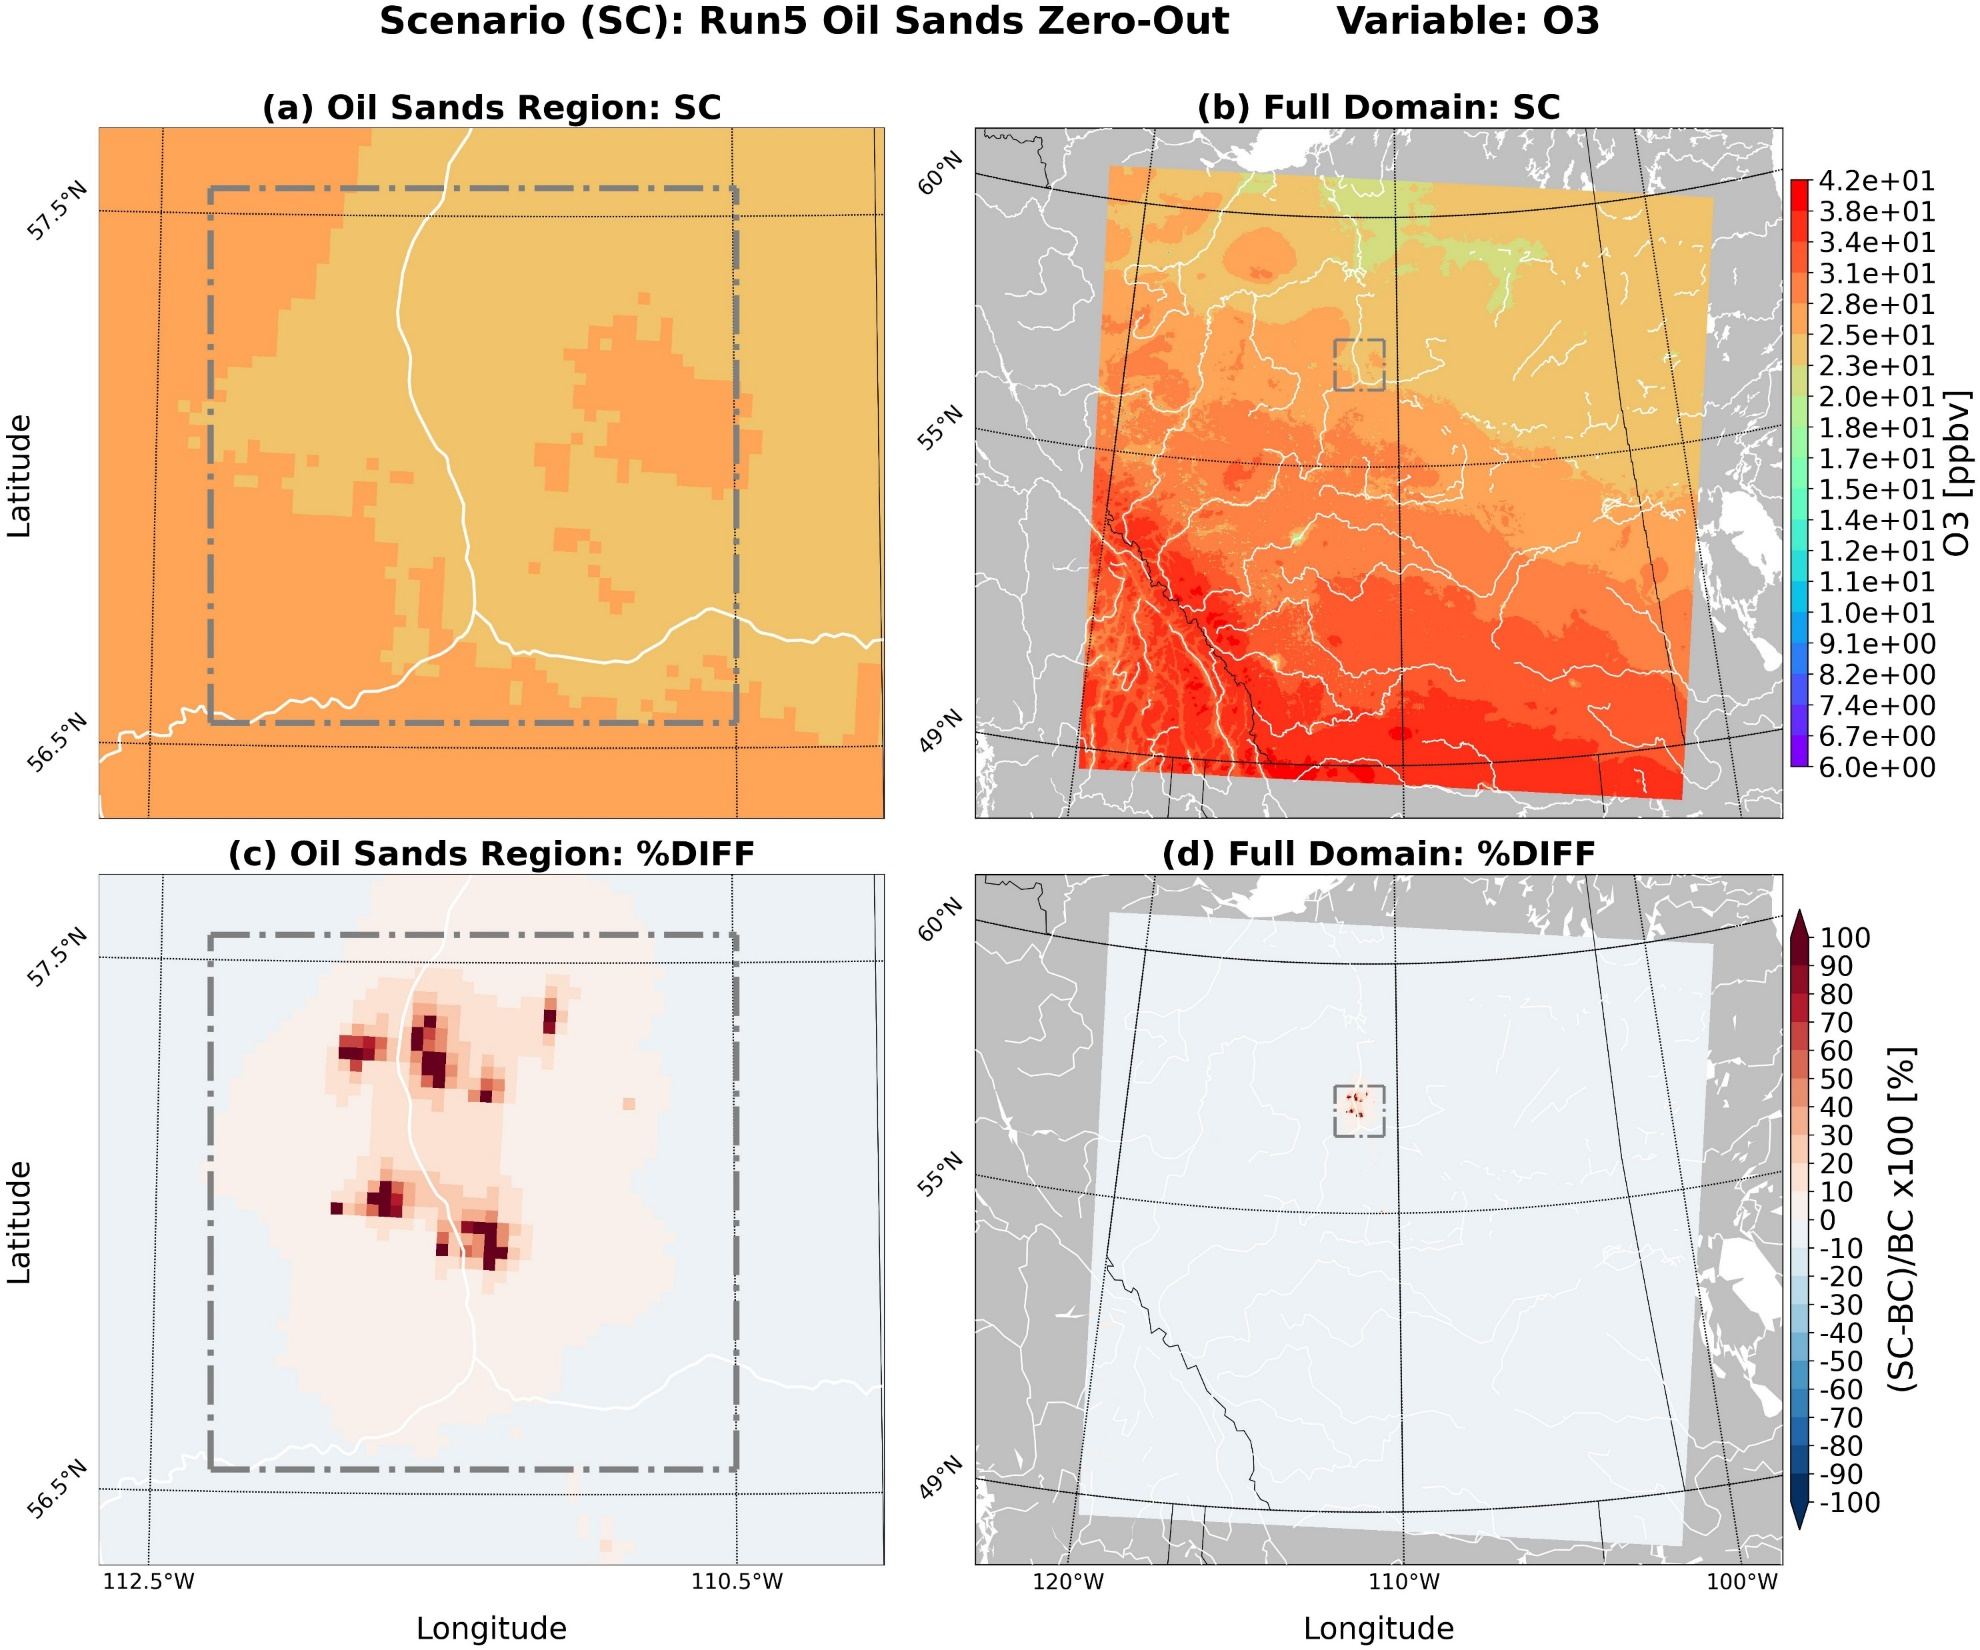 Scenario (SC): Run5 Oil Sands Zero-Out Variable: O3
(a) Oil Sands Region: SC
(b) Full Domain: SC
57.5°N
56.5°N
Latitude
60°N
55°N
49°N
4.2e+01
3.8e+01
3.4e+01
3.1e+01
2.8e+01
2.5e+01
2.3e+01
2.0e+01
1.8e+01
1.7e+01
1.5e+01
1.4e+01
1.2e+01
1.1e+01
1.0e+01
9.1e+00
8.2e+00
7.4e+00
6.7e+00
6.0e+00
O3 [ppbv]
(c) Oil Sands Region: %DIFF
(d) Full Domain: %DIFF
57.5°N
56.5°N
Latitude
112.5°W
110.5°W
Longitude
60°N
55°N
49°N
120°W
110°W
100°W
Longitude
100
90
80
70
60
50
40
30
20
10
0
-10
-20
-30
-40
-50
-60
-70
-80
-90
-100
(SC-BC)/BC x100 [%]